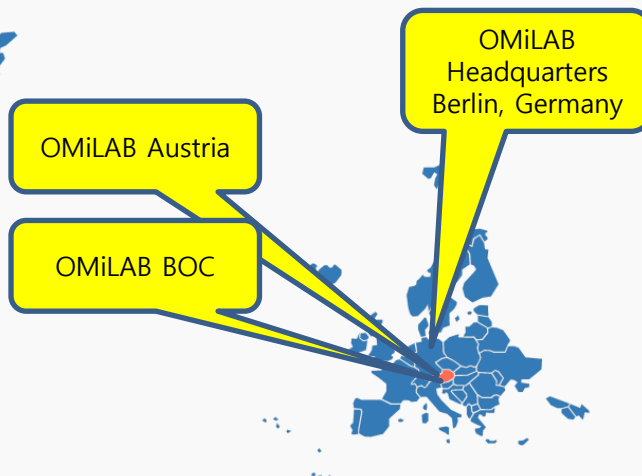 OMiLAB
Headquarters
Berlin, Germany
OMiLAB Austria
OMiLAB BOC